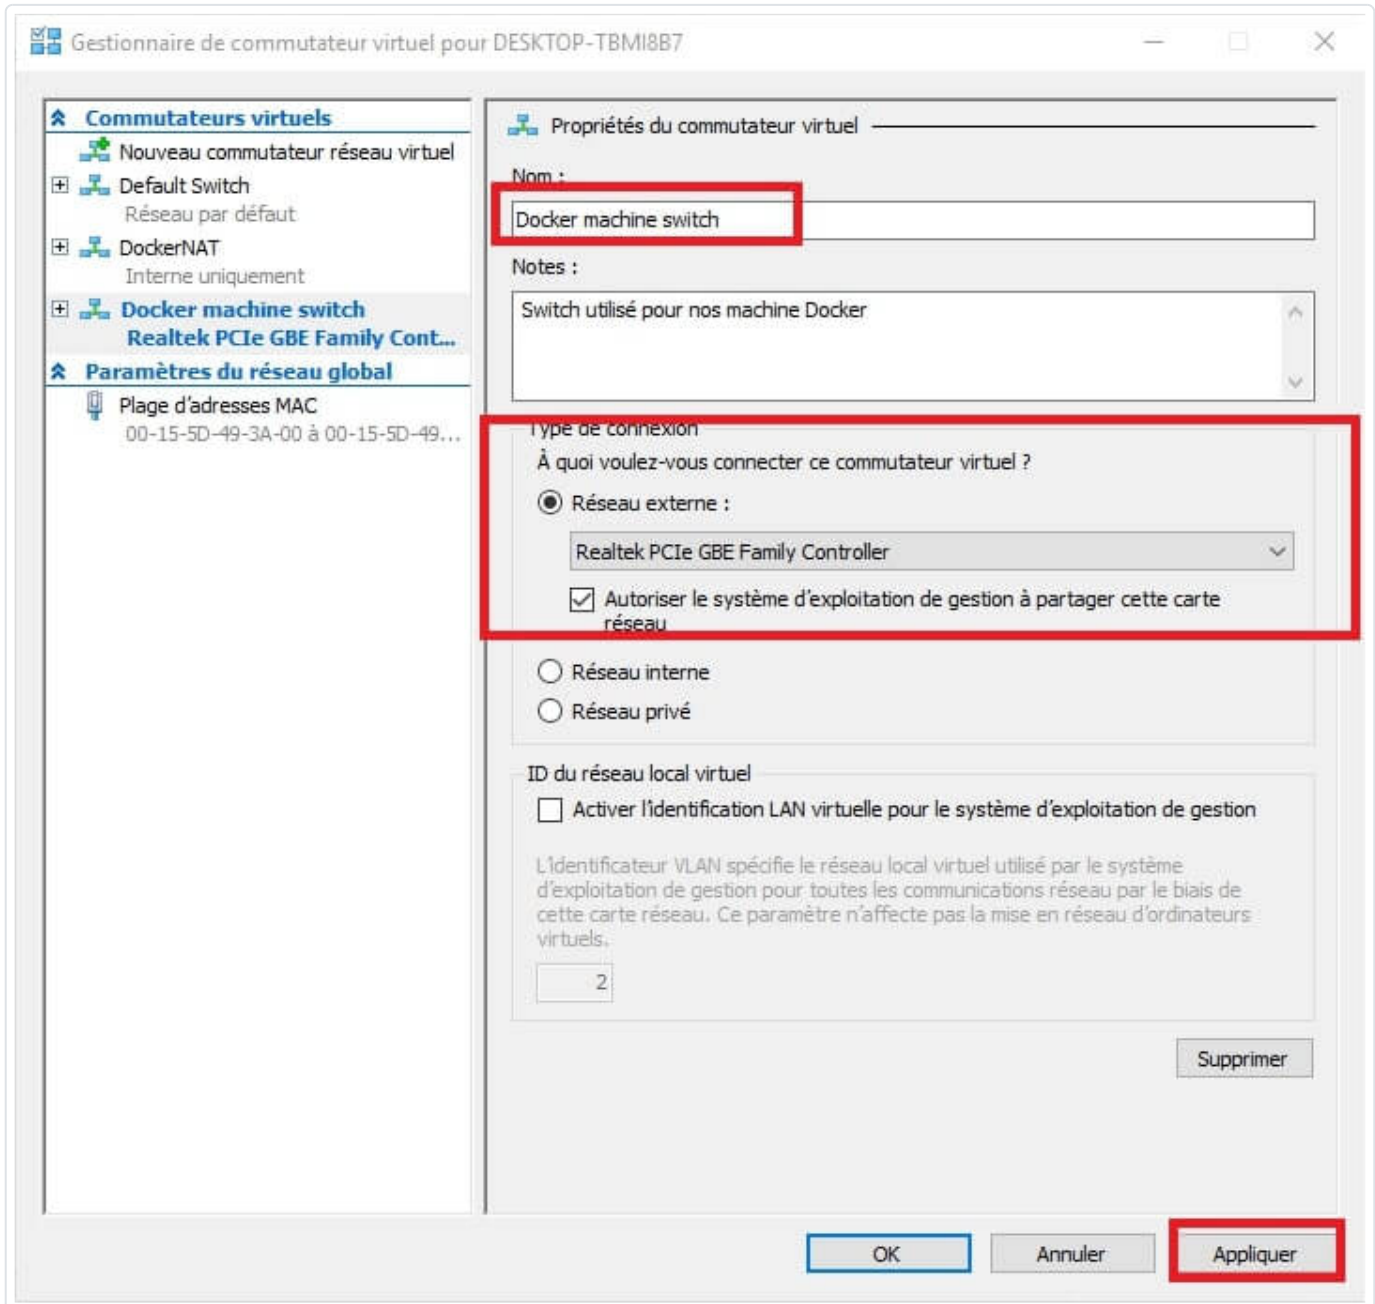 Gestionnaire de commutateur virtuel pour DESKTOP-TBMI8B7
Commutateurs virtuels
Nouveau commutateur réseau virtuel
Default Switch
Réseau par défaut
DockerNAT
Interne uniquement
Docker machine switch
Realtek PCIe GBE Family Cont...
Paramètres du réseau global
Plage d'adresses MAC
00-15-5D-49-3A-00 à 00-15-5D-49...
Propriétés du commutateur virtuel
Nom :
Docker machine switch
Notes :
Switch utilisé pour nos machine Docker
Type de connexion
À quoi voulez-vous connecter ce commutateur virtuel ?
Réseau externe :
Realtek PCIe GBE Family Controller
Autoriser le système d'exploitation de gestion à partager cette carte
réseau
Réseau interne
Réseau privé
ID du réseau local virtuel
Activer l'identification LAN virtuelle pour le système d'exploitation de gestion
L'identificateur VLAN spécifie le réseau local virtuel utilisé par le système
d'exploitation de gestion pour toutes les communications réseau par le biais de
cette carte réseau. Ce paramètre n'affecte pas la mise en réseau d'ordinateurs
virtuels.
2
Supprimer
OK
Annuler
Appliquer